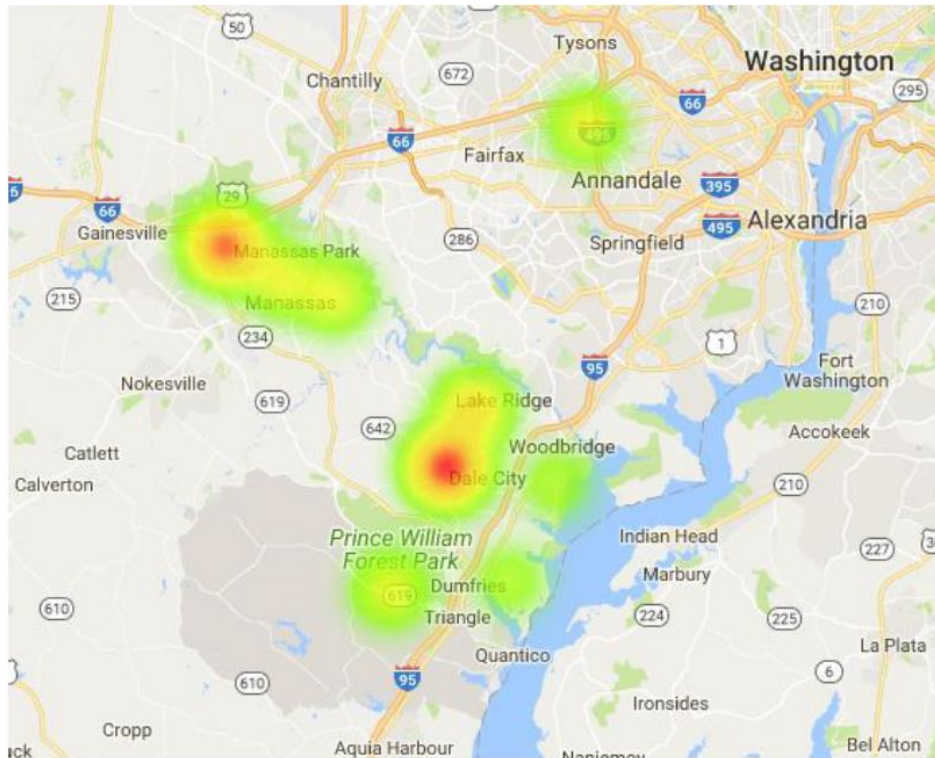 50
Tysons
Washington
Chantilly
672
66
295
495
66
Fairfax
Annandale
395
29
66
Gainesville
Manassas Park
286
Springfield
495
Alexandria
215
Manassas
210
234
1
95
Fort
Washington
Nokesville
619
Lake Ridge
642
Woodbridge
Accokeek
Catlett
Dale City
Calverton
210
Prince William
Forest Park
Indian Head
227
Marbury
Dumfries
619
610
Triangle
224
225
La Plata
Quantico
610
95
6
Ironsides
Cropp
Aquia Harbour
Bel Alton